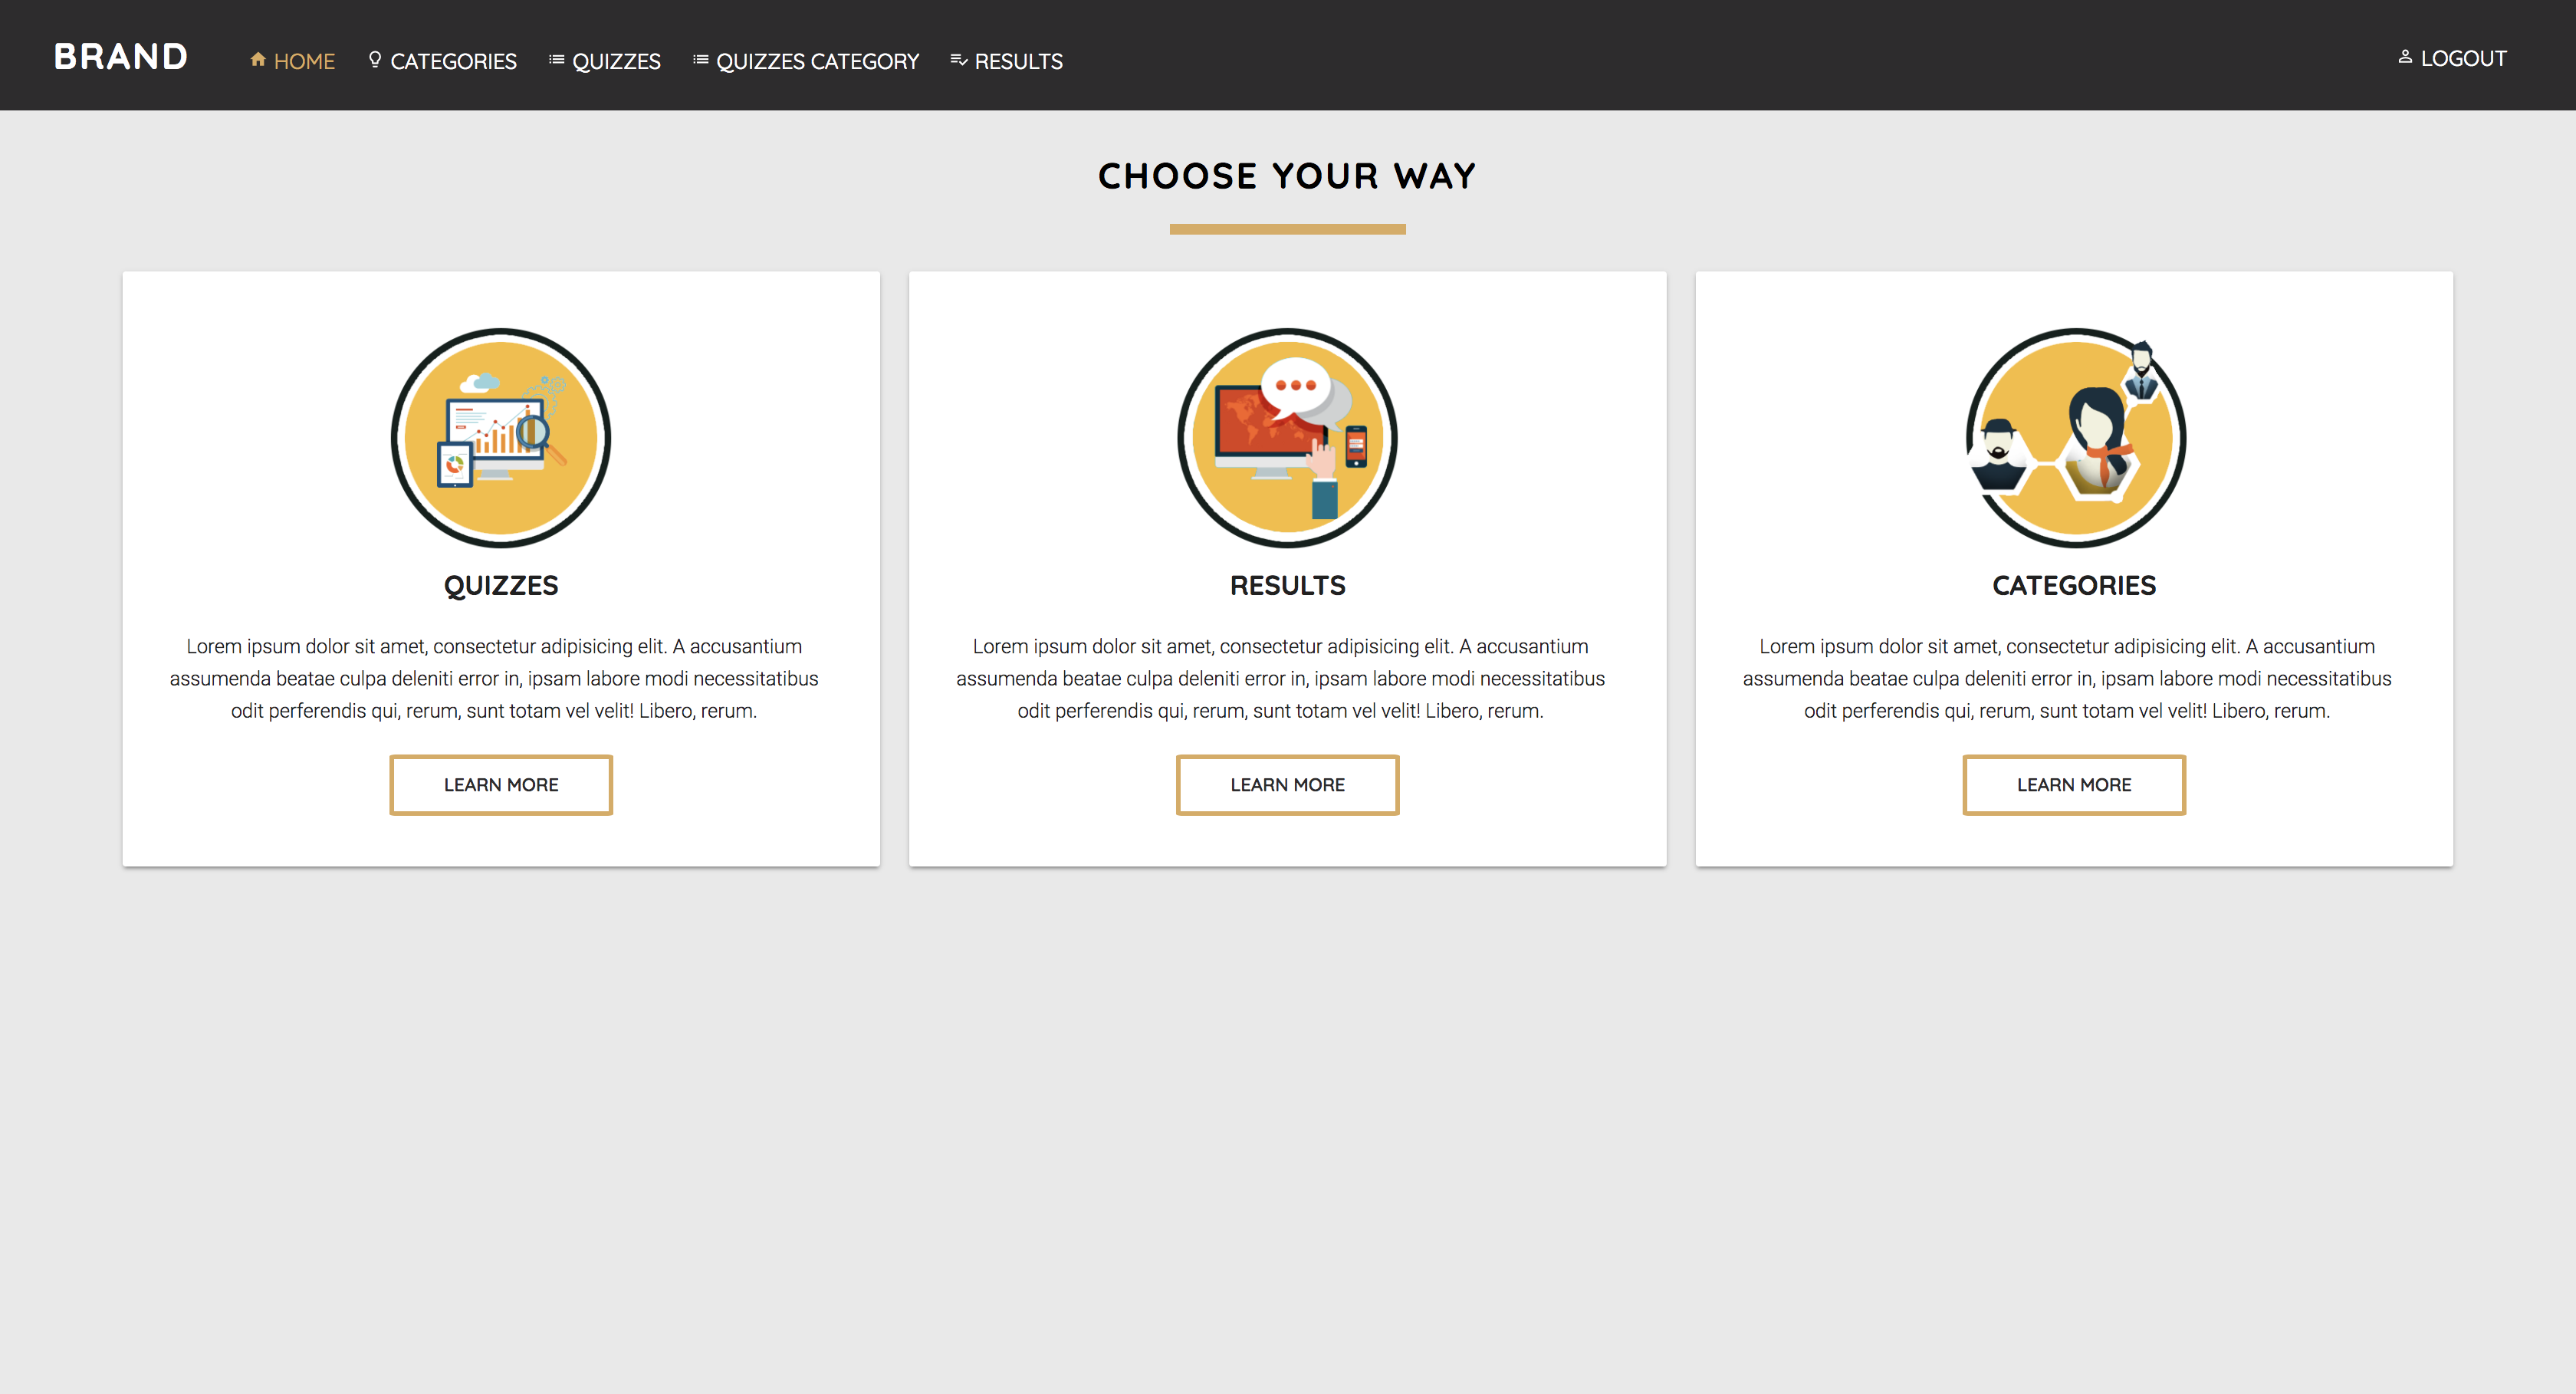 BRAND
HOME
CATEGORIES
QUIZZES
QUIZZES CATEGORY
RESULTS
LOGOUT
CHOOSE YOUR WAY
QUIZZES
Lorem ipsum dolor sit amet, consectetur adipisicing elit. A accusantium
assumenda beatae culpa deleniti error in, ipsam labore modi necessitatibus
odit perferendis qui, rerum, sunt totam vel velit! Libero, rerum.
LEARN MORE
RESULTS
Lorem ipsum dolor sit amet, consectetur adipisicing elit. A accusantium
assumenda beatae culpa deleniti error in, ipsam labore modi necessitatibus
odit perferendis qui, rerum, sunt totam vel velit! Libero, rerum.
LEARN MORE
CATEGORIES
Lorem ipsum dolor sit amet, consectetur adipisicing elit. A accusantium
assumenda beatae culpa deleniti error in, ipsam labore modi necessitatibus
odit perferendis qui, rerum, sunt totam vel velit! Libero, rerum.
LEARN MORE